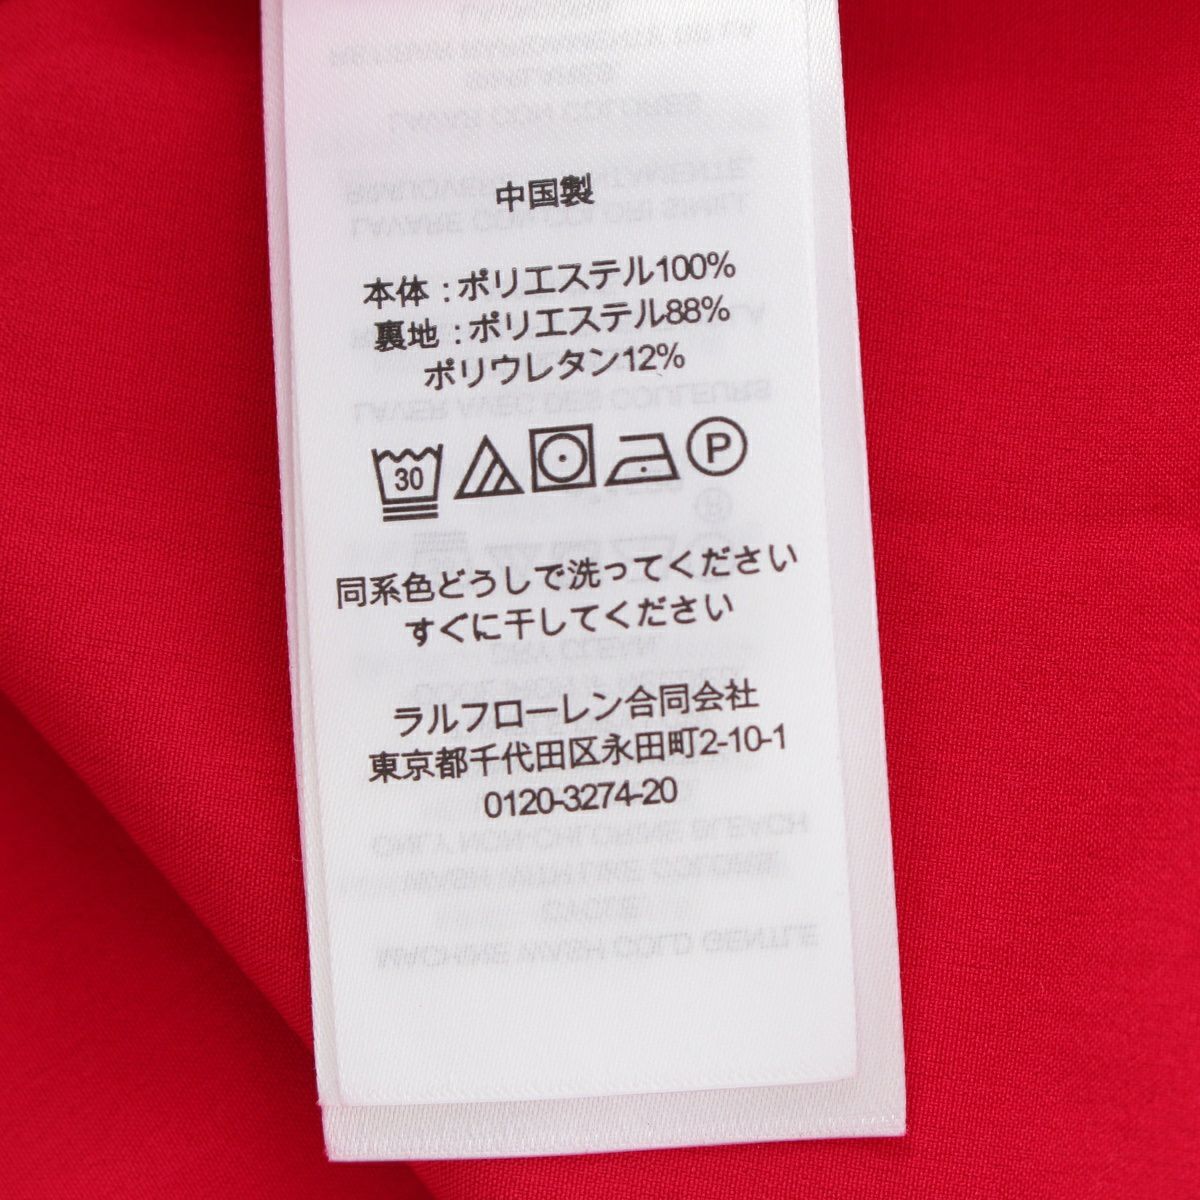 中国製
本体：ポリエステル100%
裏地：ポリエステル88%
ポリウレタン12%
30
P
同系色どうしで洗ってください
すぐに干してください
ラルフローレン合同会社
東京都千代田区永田町2-10-1
0120-3274-20